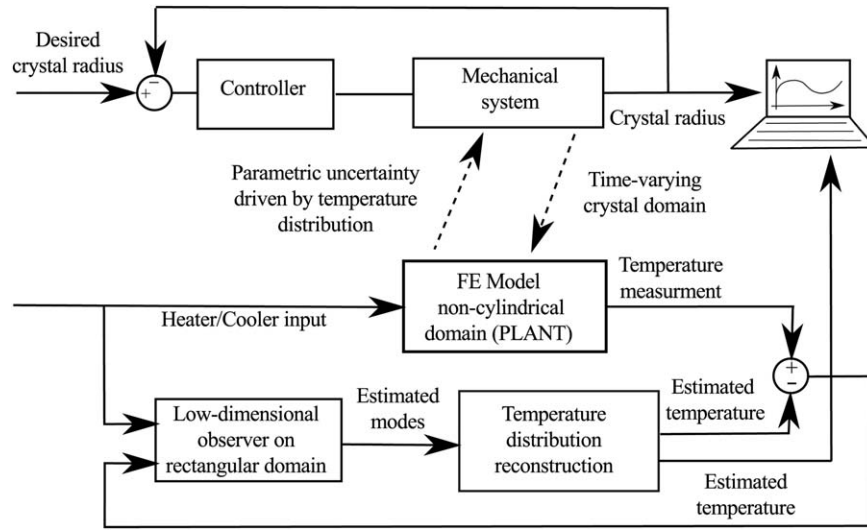 Desired
crystal radius
−
+
Controller
Mechanical
system
Crystal radius
Parametric uncertainty
driven by temperature
distribution
Time-varying
crystal domain
FE Model
non-cylindrical
domain (PLANT)
Temperature
measurment
Heater/Cooler input
+
−
Low-dimensional
observer on
rectangular domain
Estimated
modes
Temperature
distribution
reconstruction
Estimated
temperature
Estimated
temperature